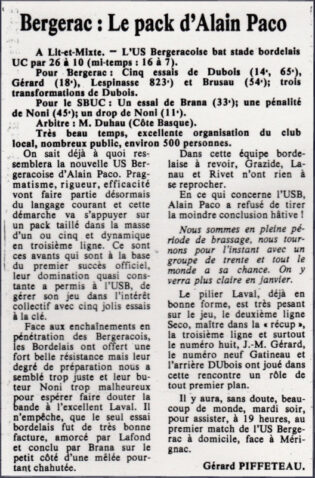 Bergerac : Le pack d'Alain Paco
A Lit-et-Mixte. – L'US Bergeracoise bat stade bordelais
UC par 26 à 10 (mi-temps : 16 à 7).
Pour Bergerac : Cinq essais de Dubois (14e, 65e),
Gérard (18e), Lespinasse 823e) et Brusau (54e); trois
transformations de Dubois.
Pour le SBUC : Un essai de Brana (33e); une pénalité
de Noni (45e); un drop de Noni (11e).
Arbitre : M. Duhau (Côte Basque).
Très beau temps, excellente organisation du club
local, nombreux public, environ 500 personnes.
On sait déjà à quoi res-
semblera la nouvelle US Ber-
geracoise d'Alain Paco. Prag-
matisme, rigueur, efficacité
vont faire partie désormais
du langage courant et cette
démarche va s'appuyer sur
un pack taillé dans la masse
d'un ou cinq et dynamique
en troisième ligne. Ce sont
ces avants qui sont à la base
du premier succès officiel,
leur domination quasi cons-
tante a permis à l'USB, de
gérer son jeu dans l'intérêt
collectif avec cinq jolis essais
à la clé.
Face aux enchaînements en
pénétration des Bergeracois,
les Bordelais ont offert une
fort belle résistance mais leur
degré de préparation nous a
semblé trop juste et leur bu-
teur Noni trop malheureux
pour espérer faire douter la
bande à l'excellent Laval. Il
n'empêche, que le seul essai
bordelais fut de très bonne
facture, amorcé par Lafond
et conclu par Brana sur le
petit côté d'une mêlée pour-
tant chahutée.
Dans cette équipe borde-
laise à revoir, Grazide, La-
nau et Rivet n'ont rien à
se reprocher.
En ce qui concerne l'USB,
Alain Paco a refusé de tirer
la moindre conclusion hâtive !
Nous sommes en pleine pé-
riode de brassage, nous tour-
nons pour l'instant avec un
groupe de trente et tout le
monde a sa chance. On y
verra plus claire en janvier.
Le pilier Laval, déjà en
bonne forme, est très pesant
sur le jeu, le deuxième ligne
Seco, maître dans la « récup »,
la troisième ligne et surtout
le numéro huit, J.-M. Gérard,
le numéro neuf Gatineau et
l'arrière DUbois ont joué dans
cette rencontre un rôle de
tout premier plan.
Il y aura, sans doute, beau-
coup de monde, mardi soir,
pour assister, à 19 heures, au
premier match de l'US Berge-
rac à domicile, face à Méri-
gnac.
Gérard PIFFETEAU.